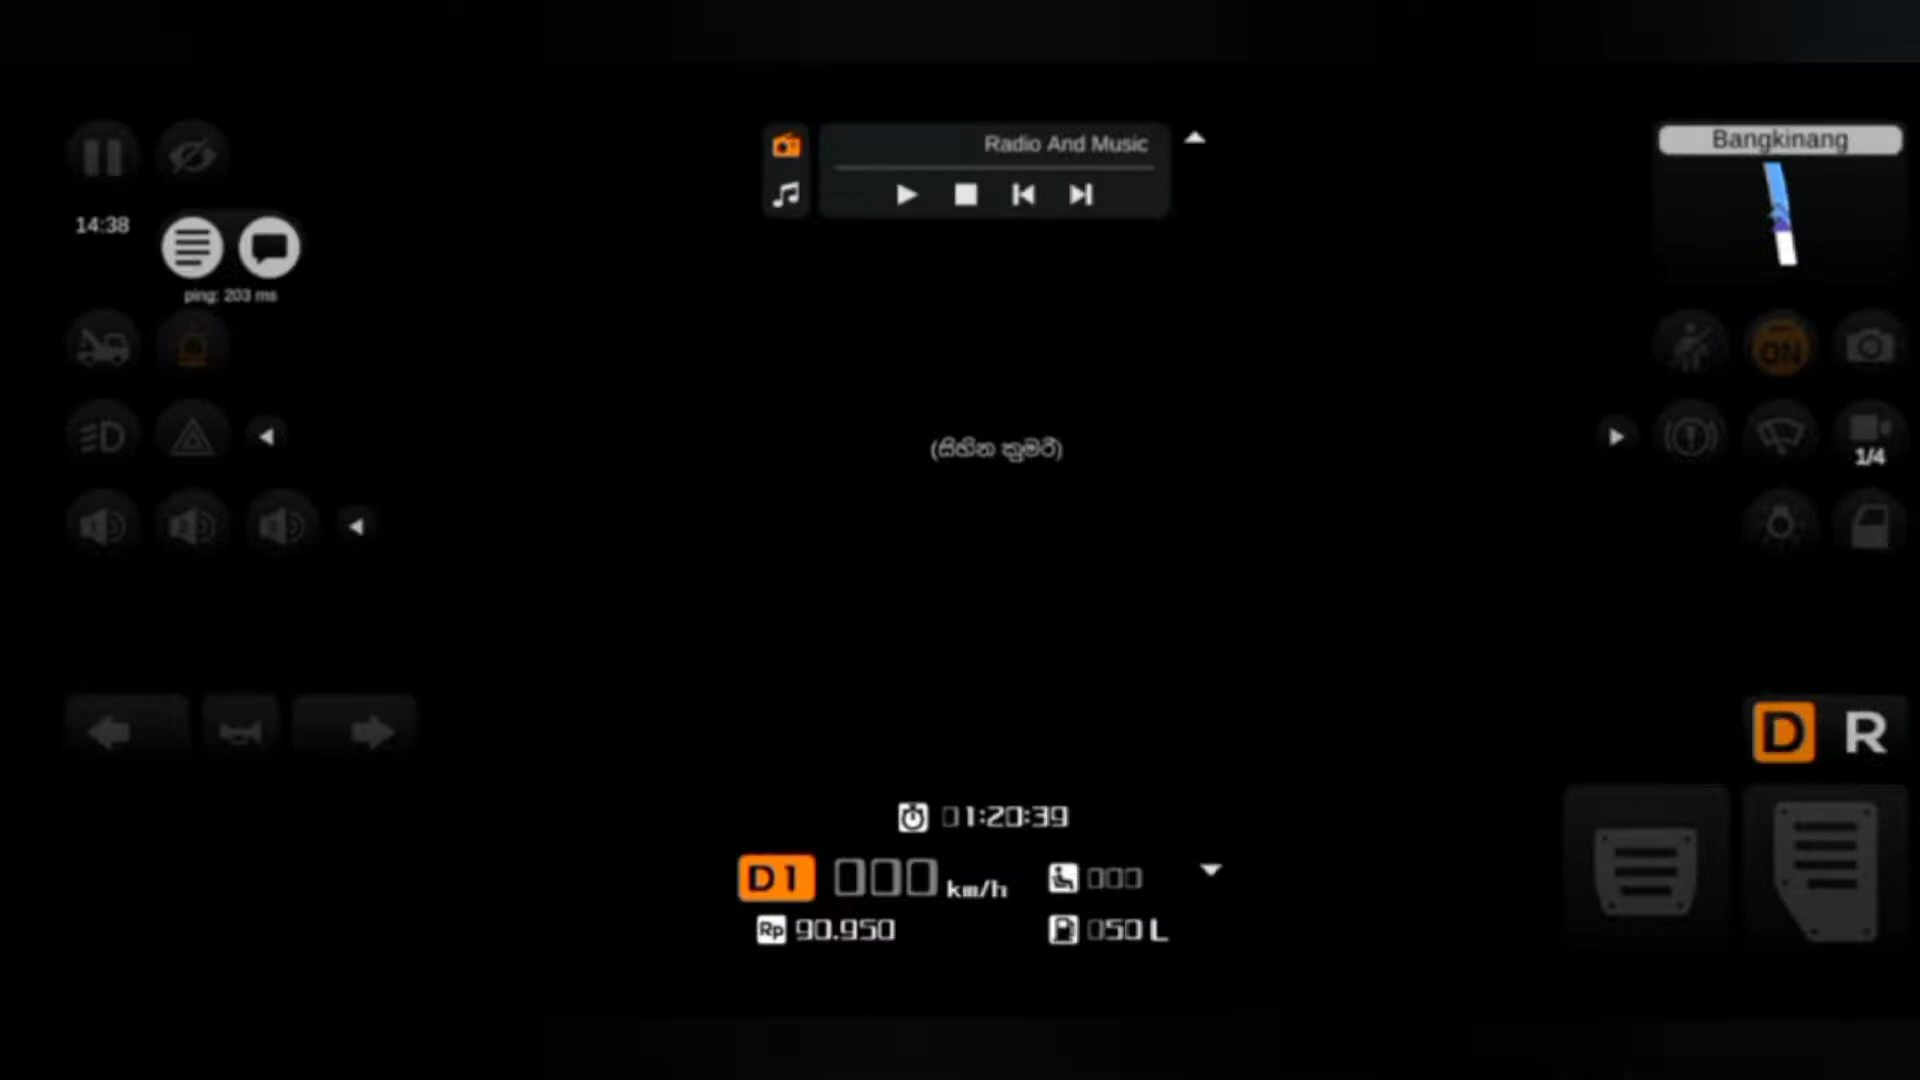 Radio And Music
Bangkinang
14:38
ping: 203 ms
ON
(සිහින කුමරී)
1/4
D R
01:20:39
D1 000 km/h 000
Rp 90.950 050 L